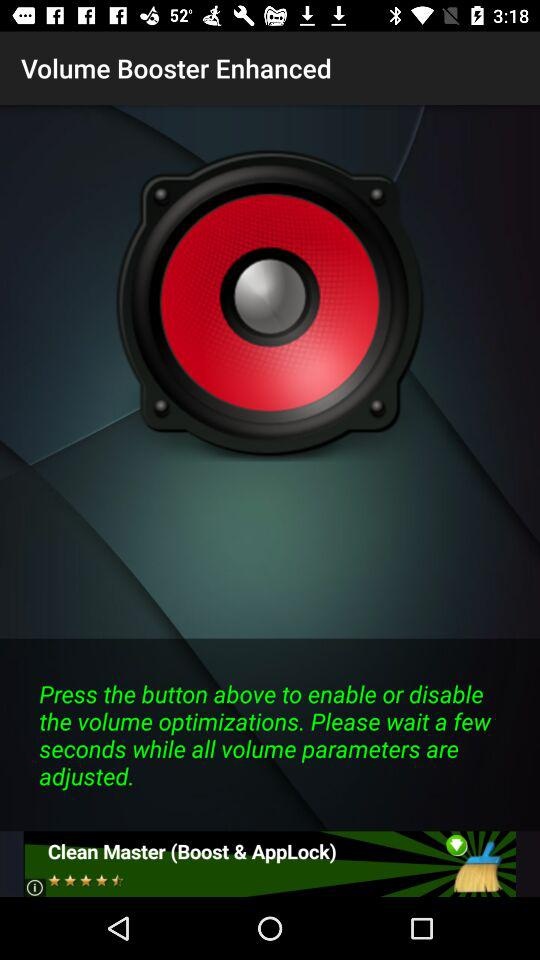 52°
3:18
Volume Booster Enhanced
Press the button above to enable or disable
the volume optimizations. Please wait a few
seconds while all volume parameters are
adjusted.
Clean Master (Boost & AppLock)